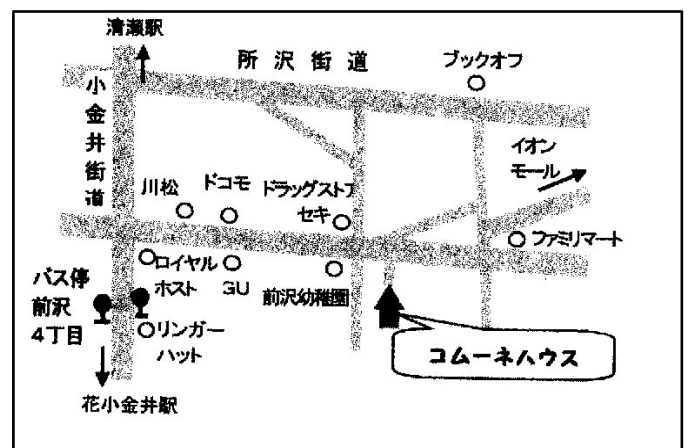 清瀬駅
所沢街道
ブックオフ
小金井街道
イオン
モール
川松
ドコモ
ドラッグストア
セキ
ファミリマート
ロイヤル
ホスト
GU
前沢幼稚園
バス停
前沢
4丁目
リンガー
ハット
コムーネハウス
花小金井駅